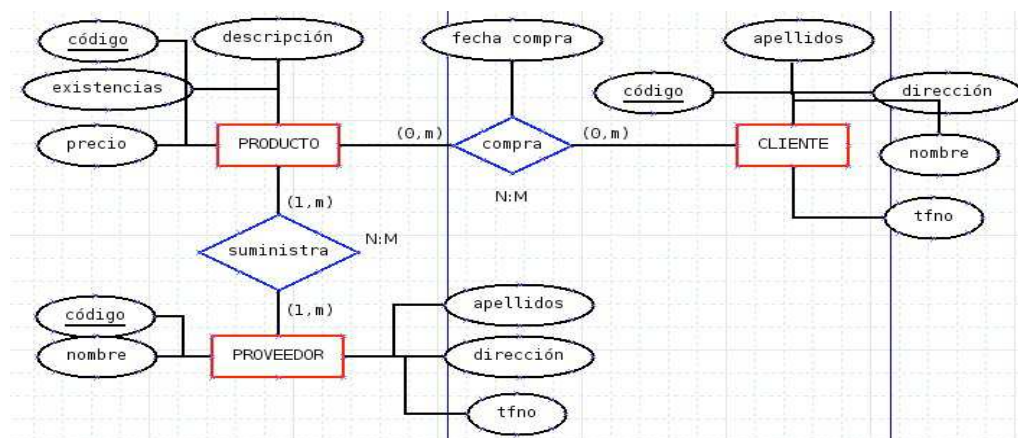 código
descripción
fecha compra
apellidos
existencias
código
dirección
precio
PRODUCTO
(0,m)
compra
(0,m)
CLIENTE
nombre
N:M
(1,m)
tfno
suministra
N:M
(1,m)
apellidos
código
nombre
PROVEEDOR
dirección
tfno